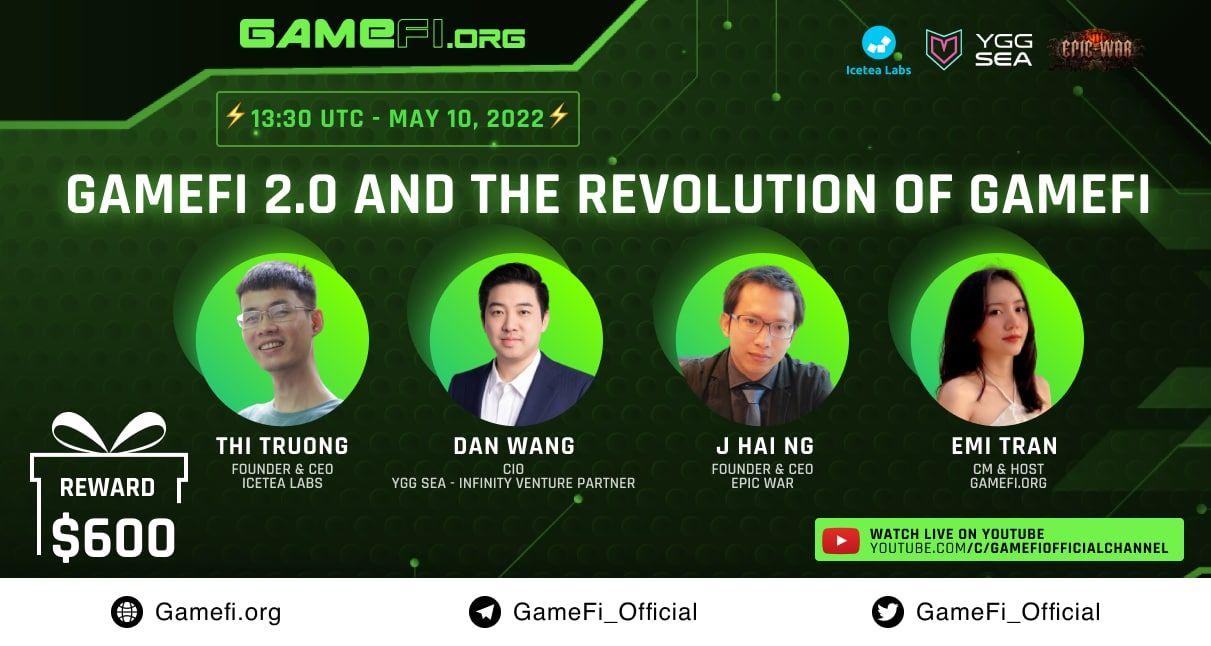 GAMEFI.ORG
Icetea Labs
YGG
SEA
EPIC WAR
⚡13:30 UTC - MAY 10, 2022⚡
GAMEFI 2.0 AND THE REVOLUTION OF GAMEFI
THI TRUONG
FOUNDER & CEO
ICETEA LABS
DAN WANG
CIO
YGG SEA - INFINITY VENTURE PARTNER
J HAI NG
FOUNDER & CEO
EPIC WAR
EMI TRAN
CM & HOST
GAMEFI.ORG
REWARD
$600
WATCH LIVE ON YOUTUBE
YOUTUBE.COM/C/GAMEFIOFFICIALCHANNEL
Gamefi.org
GameFi_Official
GameFi_Official